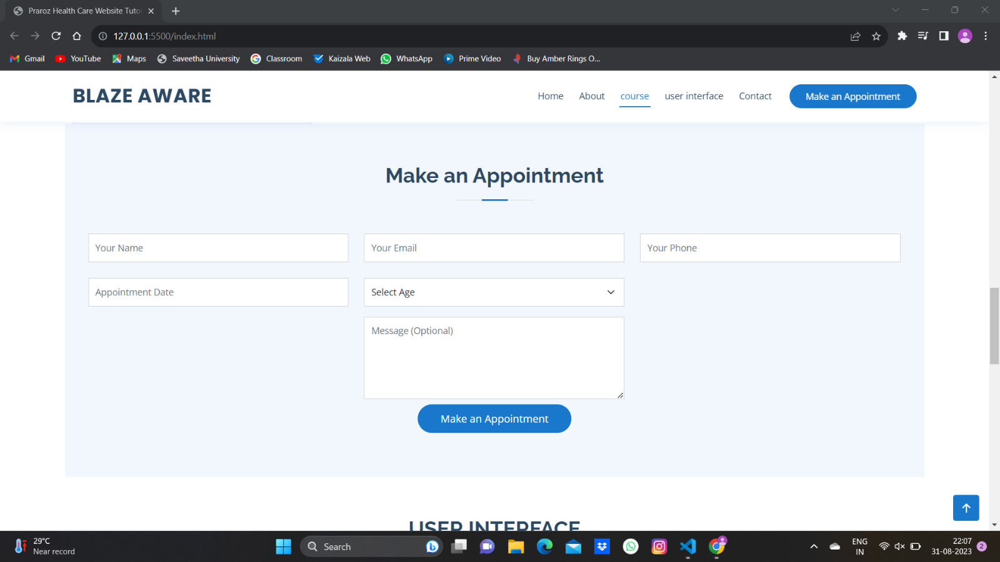 Praroz Health Care Website Tutor
127.0.0.1:5500/index.html
Gmail YouTube Maps Saveetha University Classroom Kaizala Web WhatsApp Prime Video Buy Amber Rings O...
BLAZE AWARE Home About course user interface Contact Make an Appointment
Make an Appointment
Your Name Your Email Your Phone
Appointment Date Select Age
Message (Optional)
Make an Appointment
USER INTERFACE
29°C
Near record
Search
ENG
IN
22:07
31-08-2023 2